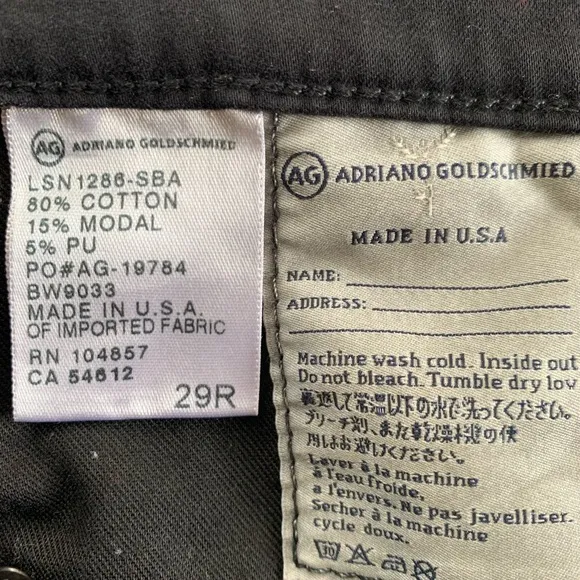 AG ADRIANO GOLDSCHMIED
LSN1286-SBA
80% COTTON
15% MODAL
5% PU
PO#AG-19784
BW9033
MADE IN U.S.A.
OF IMPORTED FABRIC
RN 104857
CA 54612
29R
AG ADRIANO GOLDSCHMIED
MADE IN U.S.A
NAME:
ADDRESS:
Machine wash cold. Inside out
Do not bleach. Tumble dry low
裏返して常温以下の水で洗ってください。
ブリーチ剤、また乾燥機の使
用はお避けください。
Laver à la machine
à l'eau froide,
a l'envers. Ne pas javelliser.
Secher à la machine
cycle doux.